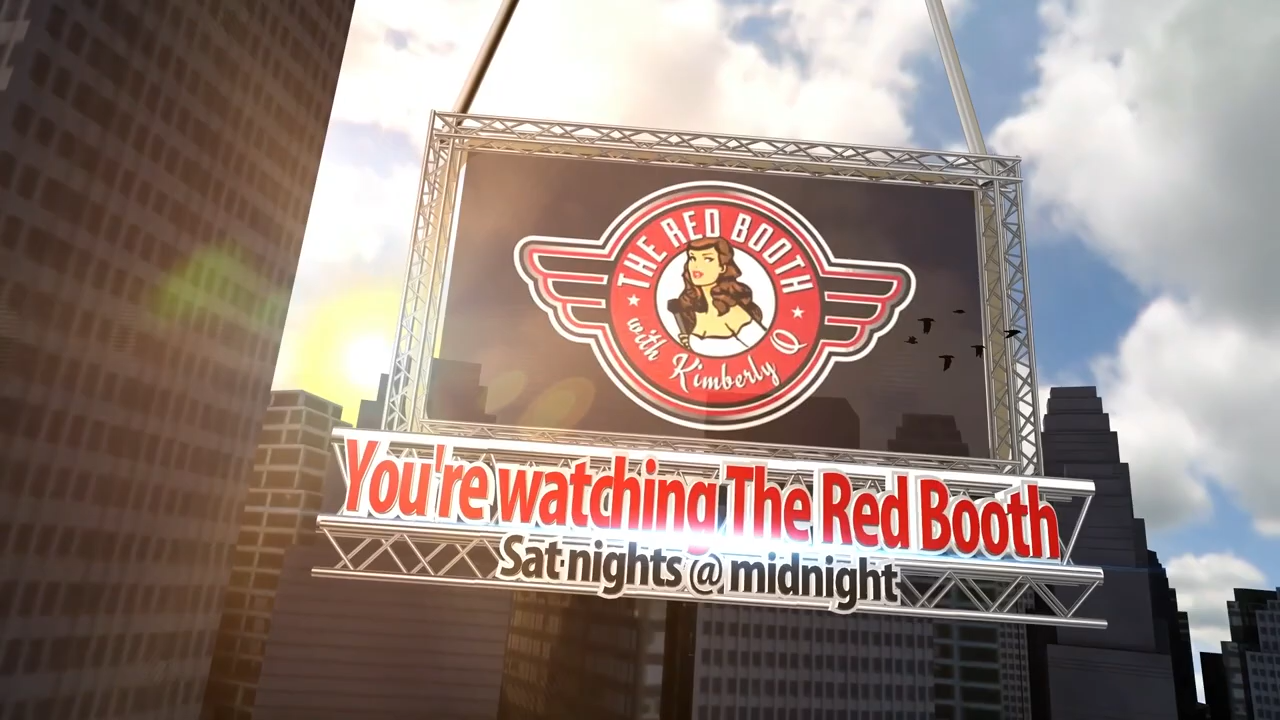 THE RED BOOTH
with Kimberly Q
You're watching The Red Booth
Sat nights @ midnight